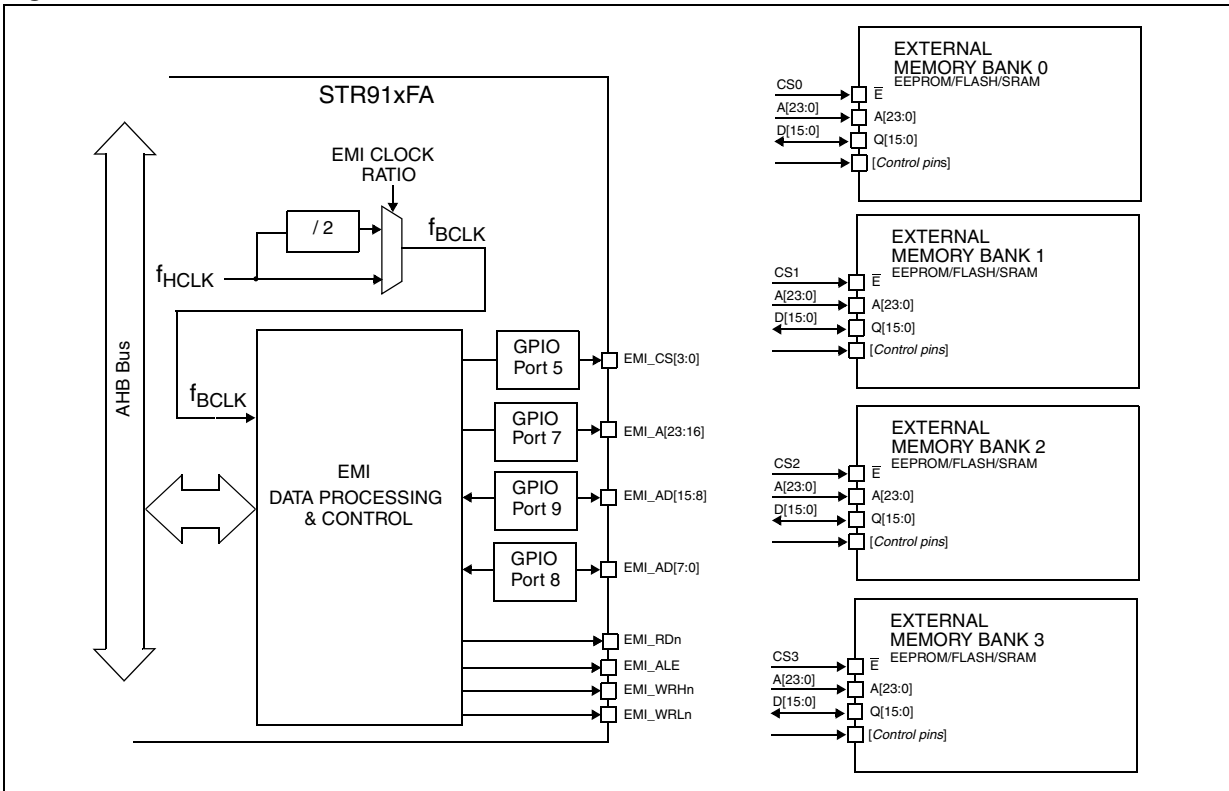 STR91xFA
EMI CLOCK
RATIO
/ 2
fBCLK
fHCLK
AHB Bus
fBCLK
EMI
DATA PROCESSING
& CONTROL
GPIO
Port 5
EMI_CS[3:0]
GPIO
Port 7
EMI_A[23:16]
GPIO
Port 9
EMI_AD[15:8]
GPIO
Port 8
EMI_AD[7:0]
EMI_RDn
EMI_ALE
EMI_WRHn
EMI_WRLn
EXTERNAL
MEMORY BANK 0
EEPROM/FLASH/SRAM
CS0
E
A[23:0]
A[23:0]
D[15:0]
Q[15:0]
[Control pins]
EXTERNAL
MEMORY BANK 1
EEPROM/FLASH/SRAM
CS1
E
A[23:0]
A[23:0]
D[15:0]
Q[15:0]
[Control pins]
EXTERNAL
MEMORY BANK 2
EEPROM/FLASH/SRAM
CS2
E
A[23:0]
A[23:0]
D[15:0]
Q[15:0]
[Control pins]
EXTERNAL
MEMORY BANK 3
EEPROM/FLASH/SRAM
CS3
E
A[23:0]
A[23:0]
D[15:0]
Q[15:0]
[Control pins]